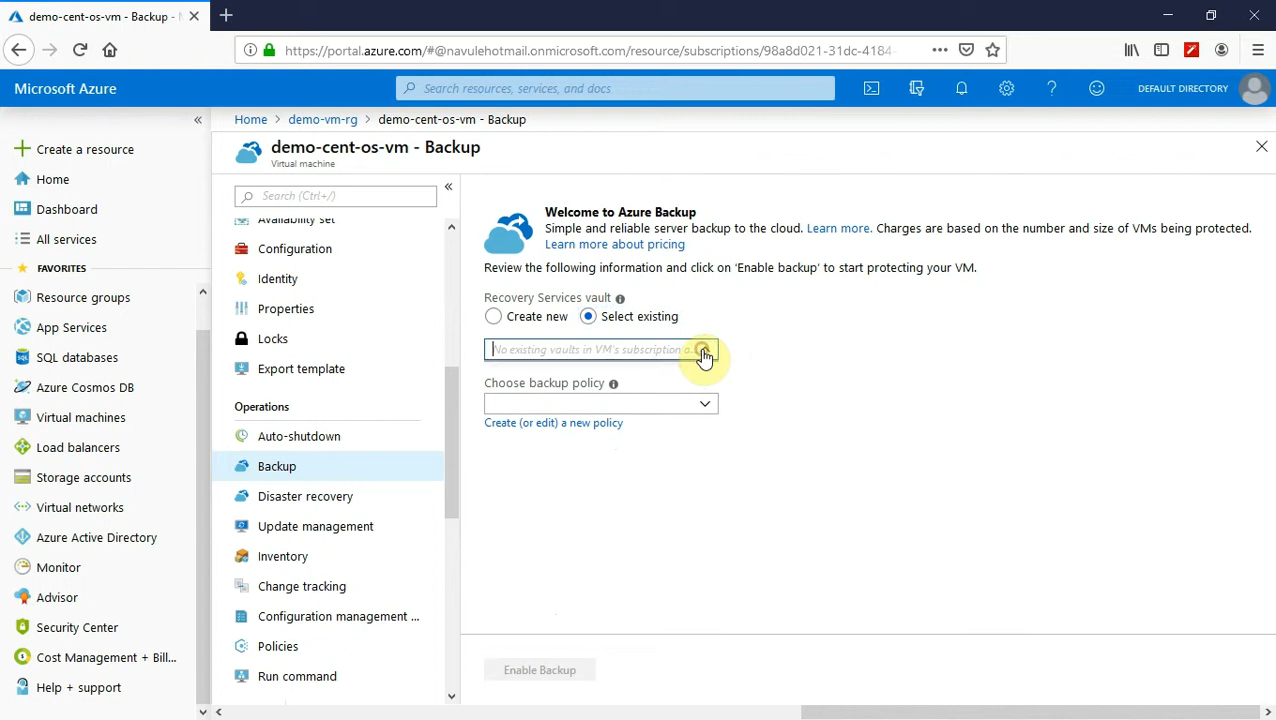 demo-cent-os-vm - Backup - M
https://portal.azure.com/#@navulehotmail.onmicrosoft.com/resource/subscriptions/98a8d021-31dc-4184-
Microsoft Azure
Search resources, services, and docs
DEFAULT DIRECTORY
Home
demo-vm-rg
demo-cent-os-vm - Backup
demo-cent-os-vm - Backup
Virtual machine
Create a resource
Home
Dashboard
All services
FAVORITES
Resource groups
App Services
SQL databases
Azure Cosmos DB
Virtual machines
Load balancers
Storage accounts
Virtual networks
Azure Active Directory
Monitor
Advisor
Security Center
Cost Management + Bill...
Help + support
Search (Ctrl+/)
Availability set
Configuration
Identity
Properties
Locks
Export template
Operations
Auto-shutdown
Backup
Disaster recovery
Update management
Inventory
Change tracking
Configuration management ...
Policies
Run command
Welcome to Azure Backup
Simple and reliable server backup to the cloud. Learn more. Charges are based on the number and size of VMs being protected.
Learn more about pricing
Review the following information and click on 'Enable backup' to start protecting your VM.
Recovery Services vault
Create new
Select existing
No existing vaults in VM's subscription a...
Choose backup policy
Create (or edit) a new policy
Enable Backup